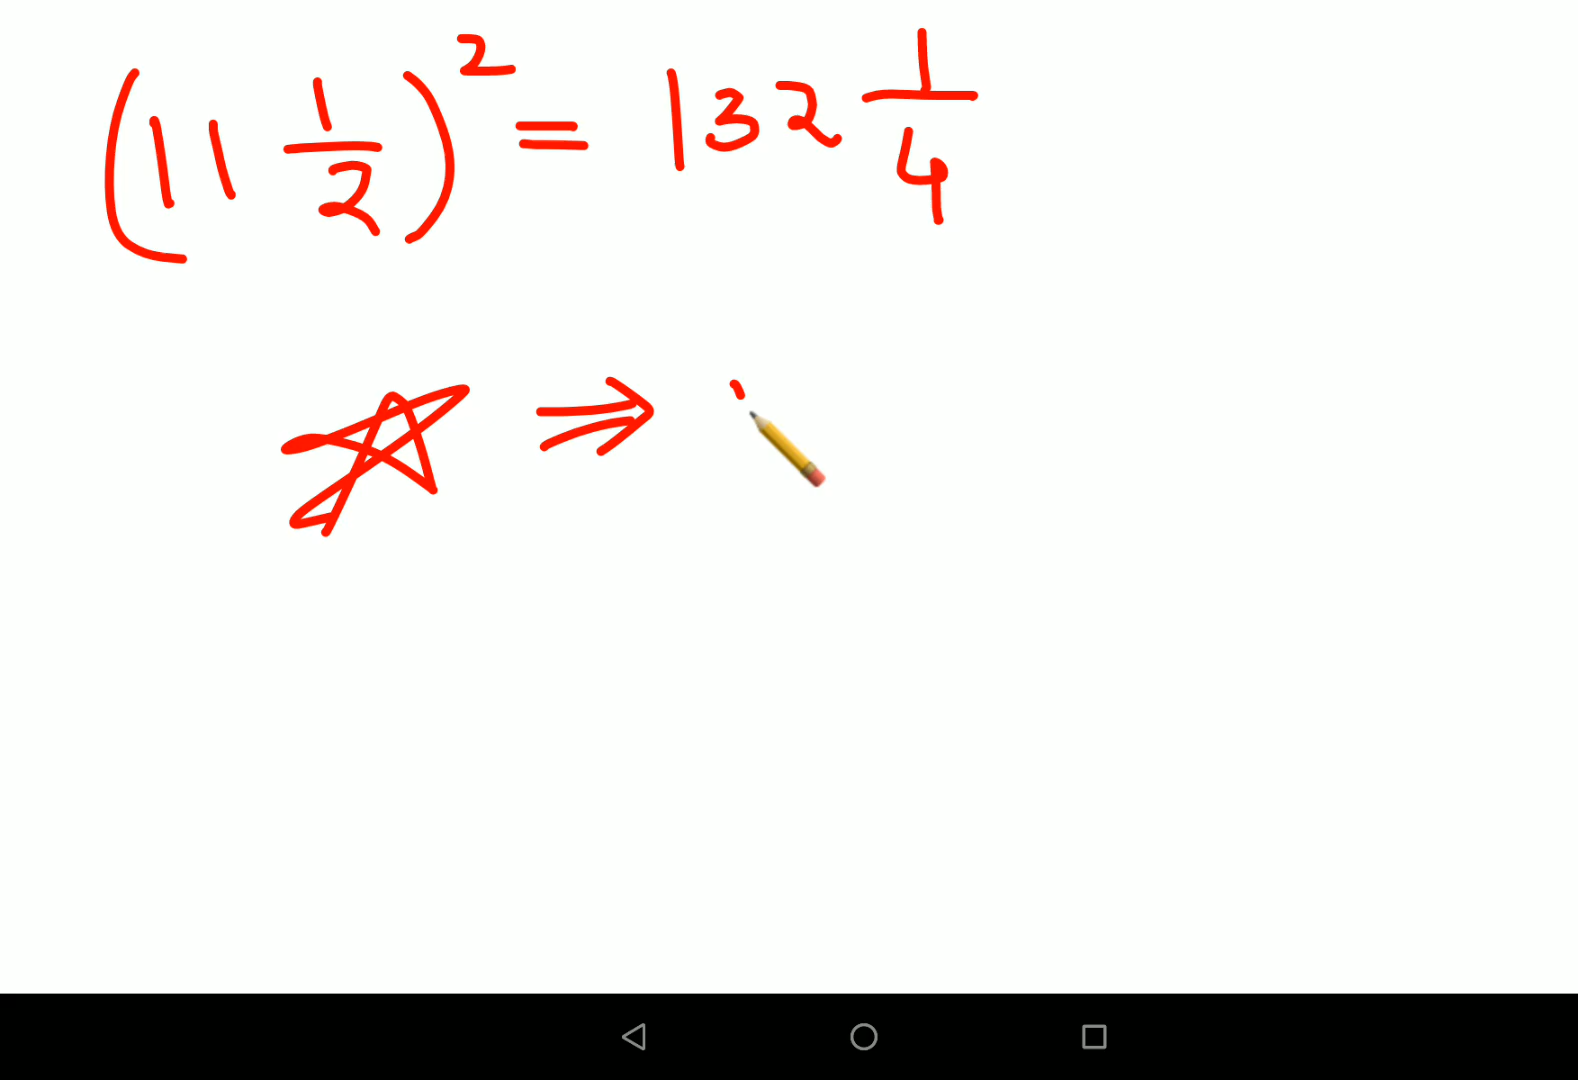 (11 1/2)² = 132 1/4
⇒